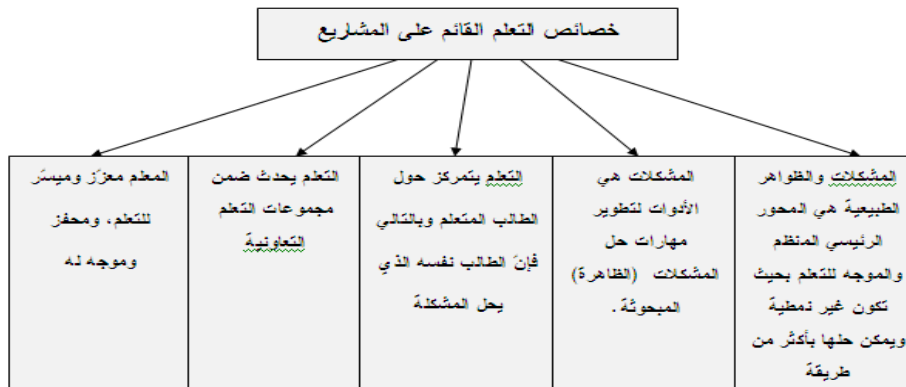 خصائص التعلم القائم على المشاريع
المشكلات والظواهر
الطبيعية هي المحور
الرئيسي المنظم
والموجه للتعلم بحيث
تكون غير نمطية
ويمكن حلها بأكثر من
طريقة
المشكلات هي
الأدوات لتطوير
مهارات حل
المشكلات (الظاهرة)
المبحوثة.
التعلم يتمركز حول
الطالب المتعلم وبالتالي
فإنّ الطالب نفسه الذي
يحل المشكلة
التعلم يحدث ضمن
مجموعات التعلم
التعاونية
المعلم معزّز وميسّر
للتعلم، ومحفز
وموجه له